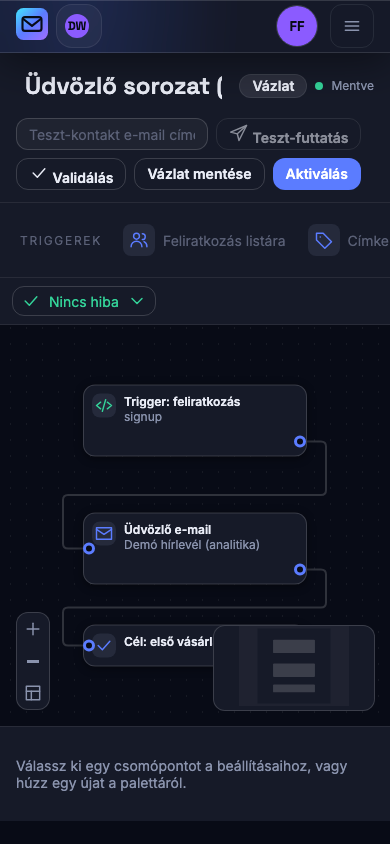 DW
FF
Üdvözlő sorozat (
Vázlat
Mentve
Teszt-kontakt e-mail címe
Teszt-futtatás
Validálás
Vázlat mentése
Aktiválás
TRIGGEREK
Feliratkozás listára
Címke
Nincs hiba
Trigger: feliratkozás
signup
Üdvözlő e-mail
Demó hírlevél (analitika)
Cél: első vásárl
Válassz ki egy csomópontot a beállításaihoz, vagy
húzz egy újat a palettáról.